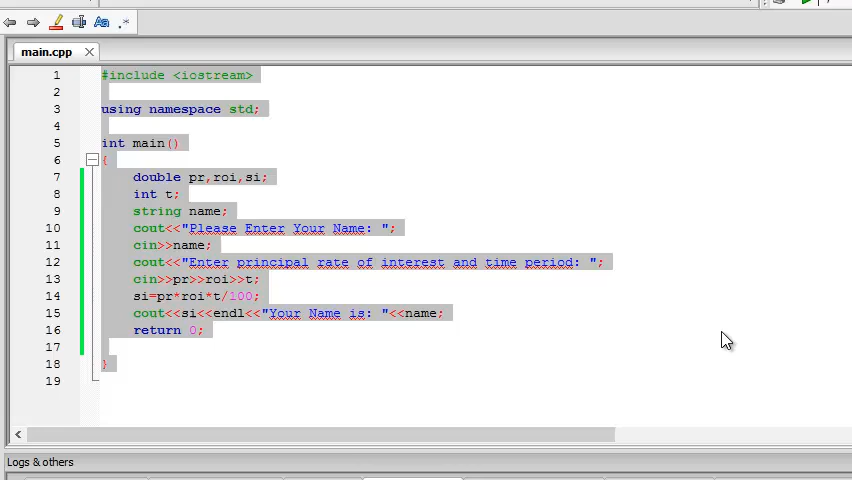 Aa .*
main.cpp
1 #include <iostream>
2
3 using namespace std;
4
5 int main()
6 {
7 double pr,roi,si;
8 int t;
9 string name;
10 cout<<"Please Enter Your Name: ";
11 cin>>name;
12 cout<<"Enter principal rate of interest and time period: ";
13 cin>>pr>>roi>>t;
14 si=pr*roi*t/100;
15 cout<<si<<endl<<"Your Name is: "<<name;
16 return 0;
17
18 }
19
Logs & others